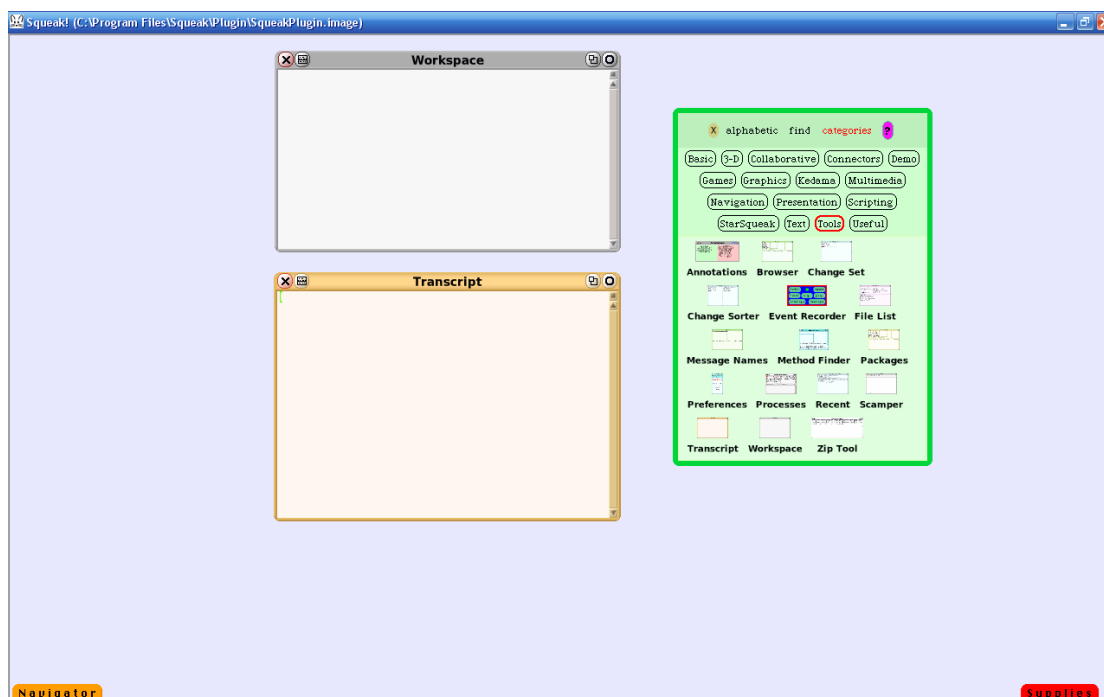 Squeak! (C:\Program Files\Squeak\Plugin\SqueakPlugin.image)
Workspace
X alphabetic find categories ?
Basic 3-D Collaborative Connectors Demo
Games Graphics Kedama Multimedia
Navigation Presentation Scripting
StarSqueak Text Tools Useful
Annotations Browser Change Set
Transcript
Change Sorter Event Recorder File List
Message Names Method Finder Packages
Preferences Processes Recent Scamper
Transcript Workspace Zip Tool
Navigator
Supplies